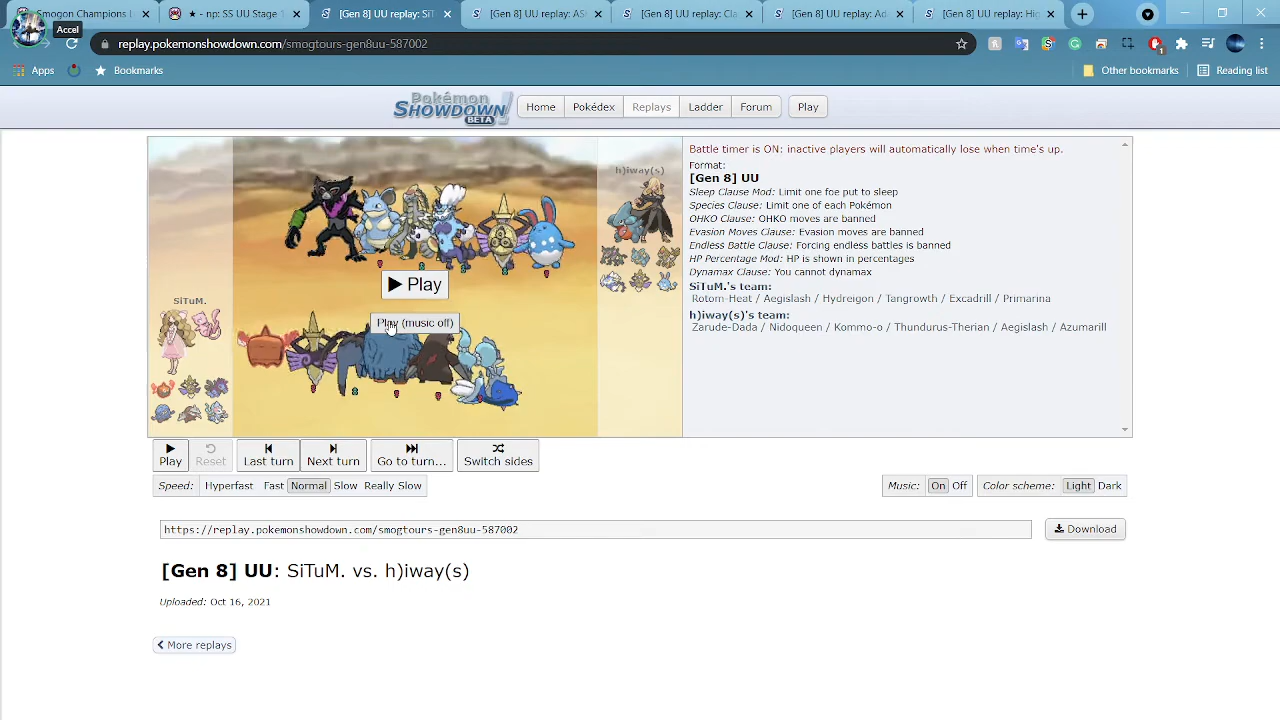 Smogon Champions L
★ - np: SS UU Stage 1
[Gen 8] UU replay: SiT
[Gen 8] UU replay: AS
[Gen 8] UU replay: C
[Gen 8] UU replay: Ad
[Gen 8] UU replay: Hig
Accel
replay.pokemonshowdown.com/smogtours-gen8uu-587002
Apps
Bookmarks
Other bookmarks
Reading list
Pokémon
SHOWDOWN!
BETA
Home
Pokédex
Replays
Ladder
Forum
Play
h)iway(s)
Play
Play (music off)
SiTuM.
Battle timer is ON: inactive players will automatically lose when time's up.
Format:
[Gen 8] UU
Sleep Clause Mod: Limit one foe put to sleep
Species Clause: Limit one of each Pokémon
OHKO Clause: OHKO moves are banned
Evasion Moves Clause: Evasion moves are banned
Endless Battle Clause: Forcing endless battles is banned
HP Percentage Mod: HP is shown in percentages
Dynamax Clause: You cannot dynamax
SiTuM.'s team:
Rotom-Heat / Aegislash / Hydreigon / Tangrowth / Excadrill / Primarina
h)iway(s)'s team:
Zarude-Dada / Nidoqueen / Kommo-o / Thundurus-Therian / Aegislash / Azumarill
Play
Reset
Last turn
Next turn
Go to turn...
Switch sides
Speed: Hyperfast Fast Normal Slow Really Slow
Music: On Off
Color scheme: Light Dark
https://replay.pokemonshowdown.com/smogtours-gen8uu-587002
Download
[Gen 8] UU: SiTuM. vs. h)iway(s)
Uploaded: Oct 16, 2021
More replays